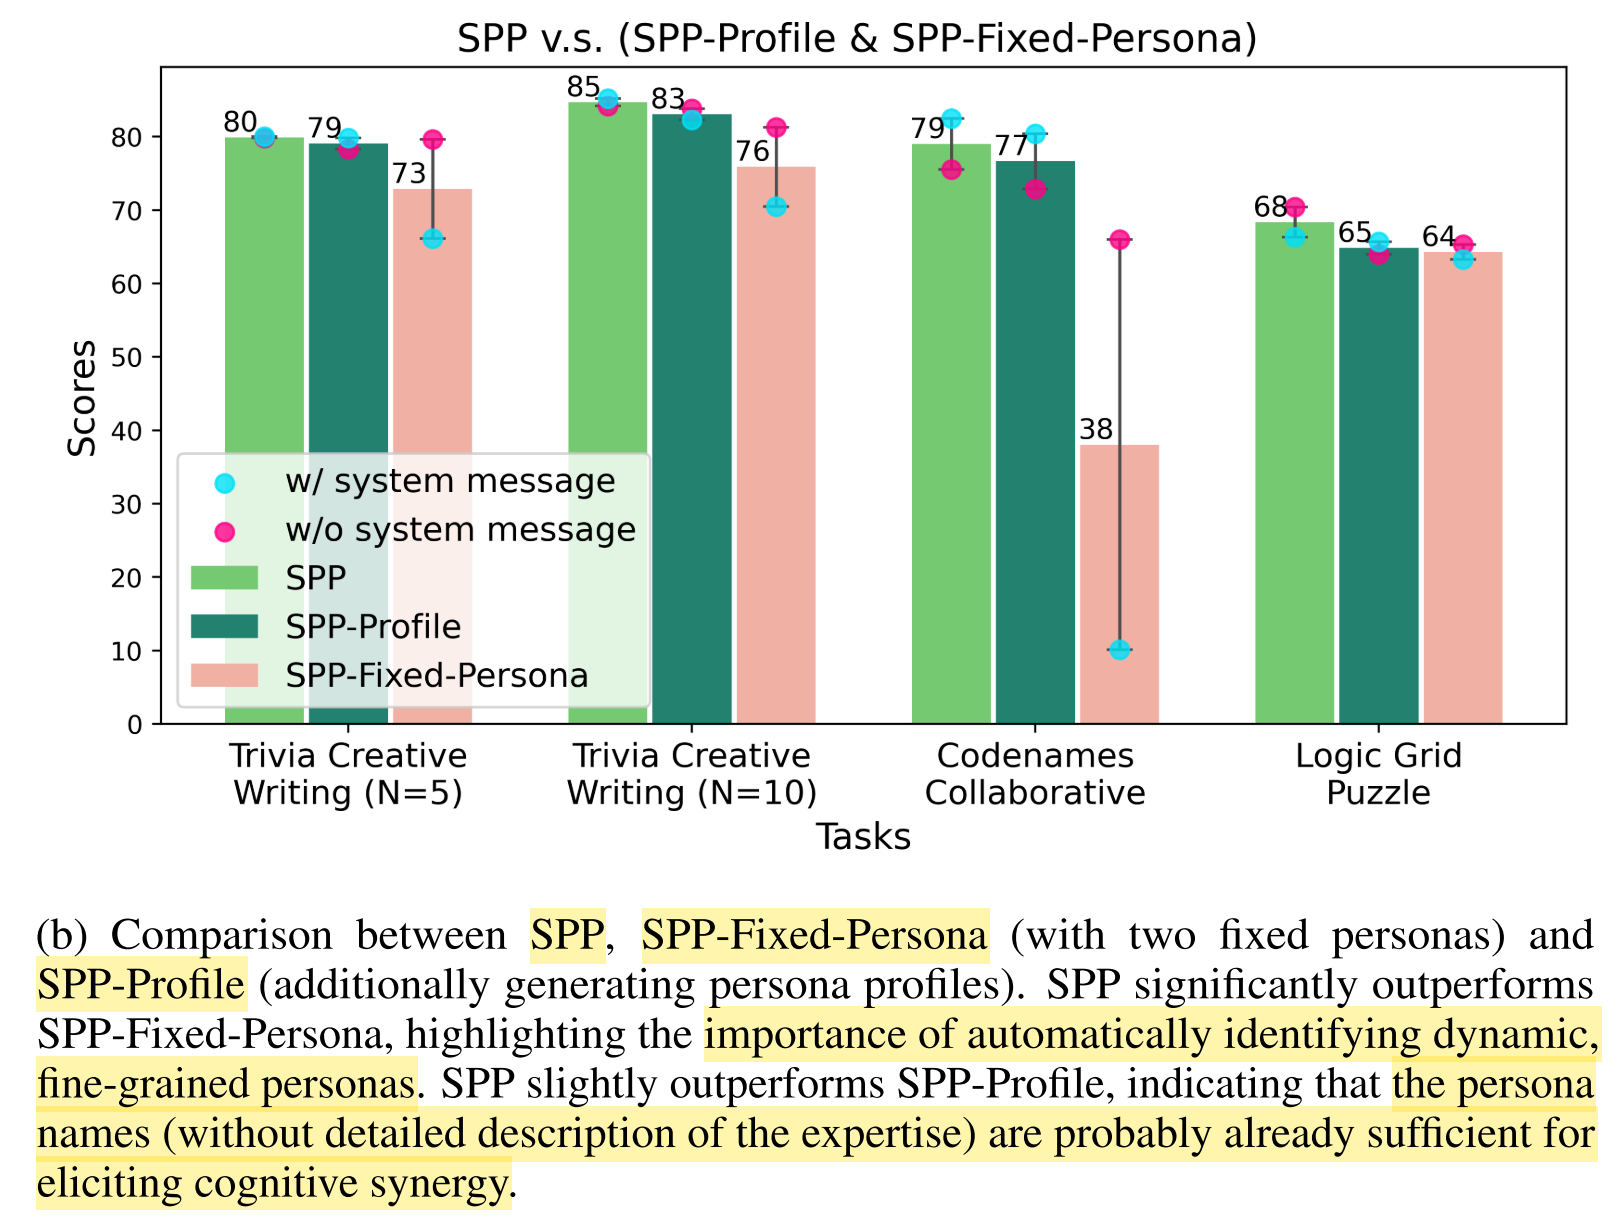 SPP v.s. (SPP-Profile & SPP-Fixed-Persona)
Scores
80
70
60
50
40
30
20
10
0
80
79
73
85
83
76
79
77
38
68
65
64
w/ system message
w/o system message
SPP
SPP-Profile
SPP-Fixed-Persona
Trivia Creative
Writing (N=5)
Trivia Creative
Writing (N=10)
Codenames
Collaborative
Logic Grid
Puzzle
Tasks
(b) Comparison between SPP, SPP-Fixed-Persona (with two fixed personas) and
SPP-Profile (additionally generating persona profiles). SPP significantly outperforms
SPP-Fixed-Persona, highlighting the importance of automatically identifying dynamic,
fine-grained personas. SPP slightly outperforms SPP-Profile, indicating that the persona
names (without detailed description of the expertise) are probably already sufficient for
eliciting cognitive synergy.